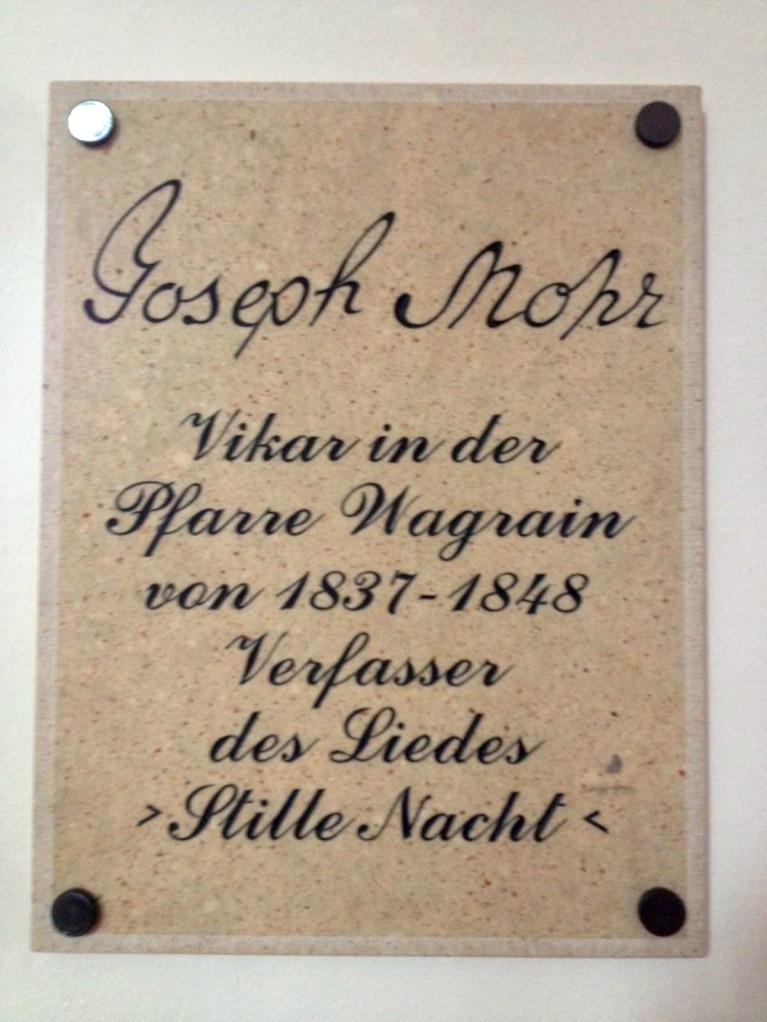 Joseph Mohr
Vikar in der
Pfarre Wagrain
von 1837-1848
Verfasser
des Liedes
>Stille Nacht<